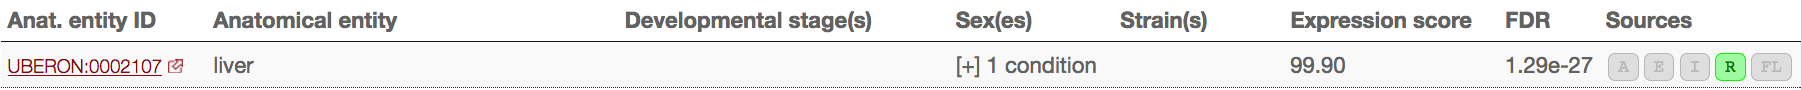 Anat. entity ID Anatomical entity Developmental stage(s) Sex(es) Strain(s) Expression score FDR Sources
UBERON:0002107 liver [+] 1 condition 99.90 1.29e-27 A E I R FL